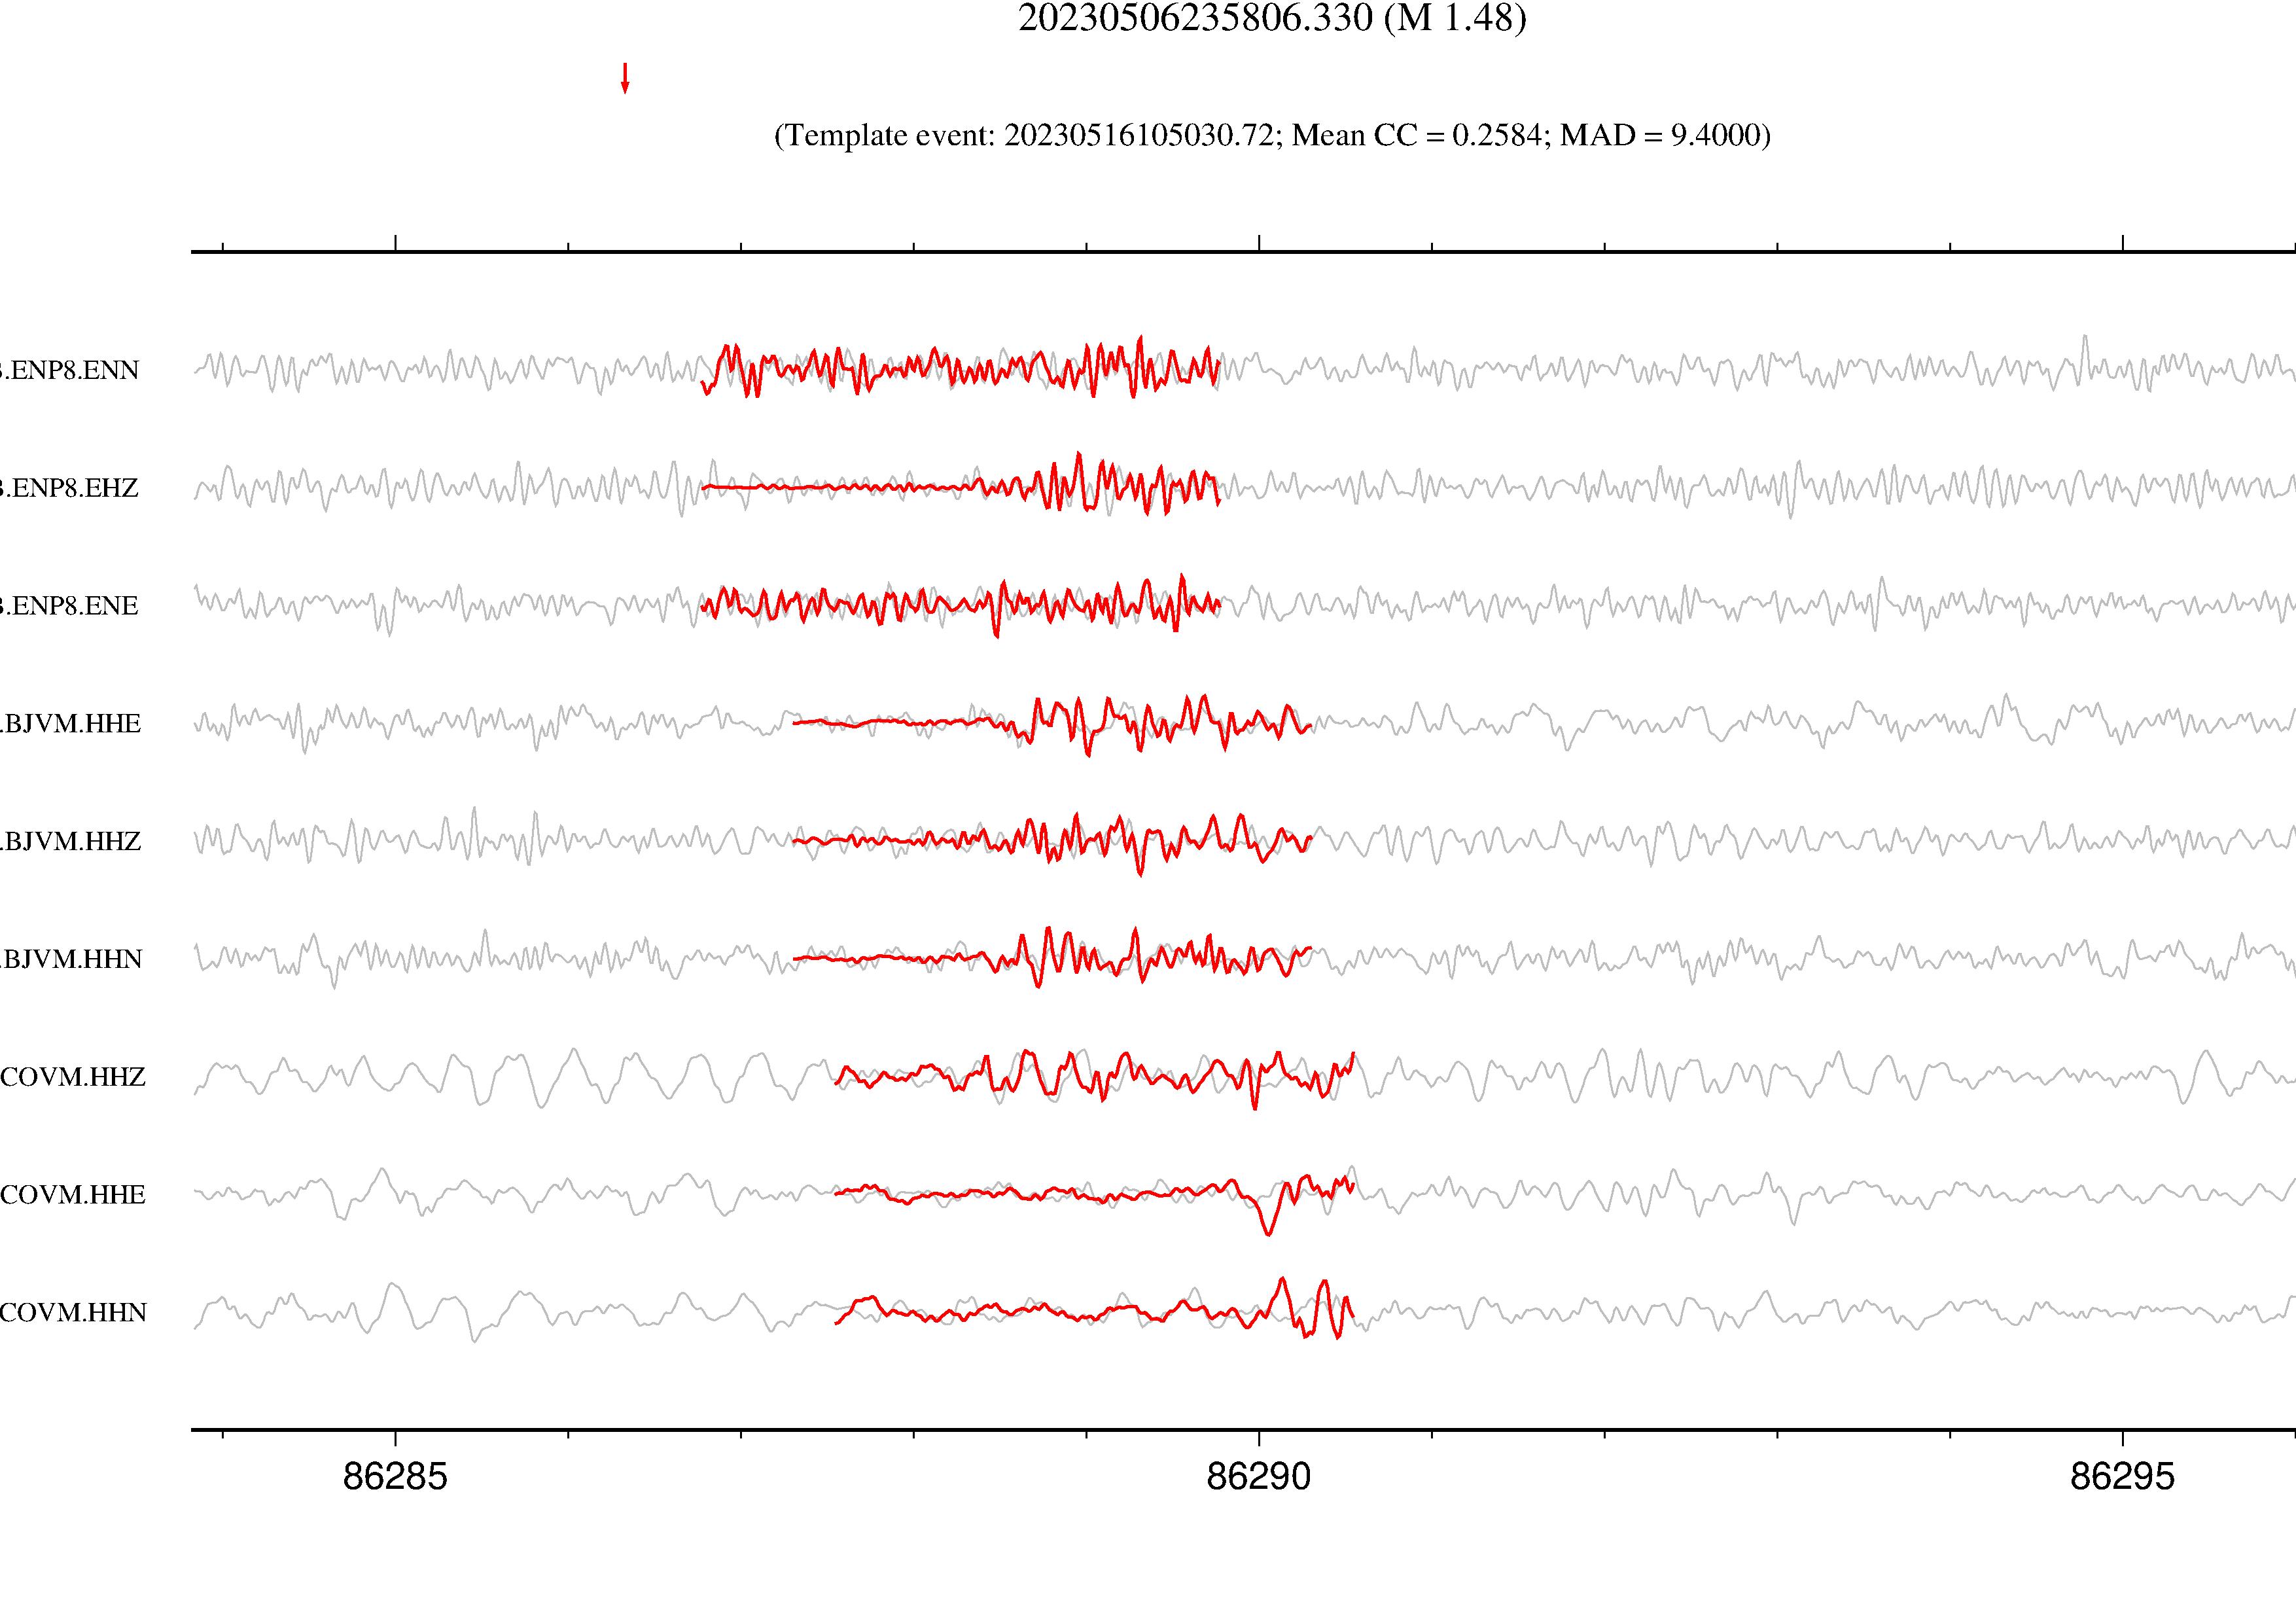 20230506235806.330 (M 1.48)
(Template event: 20230516105030.72; Mean CC = 0.2584; MAD = 9.4000)
.ENP8.ENN
.ENP8.EHZ
.ENP8.ENE
.BJVM.HHE
.BJVM.HHZ
.BJVM.HHN
COVM.HHZ
COVM.HHE
COVM.HHN
86285 86290 86295